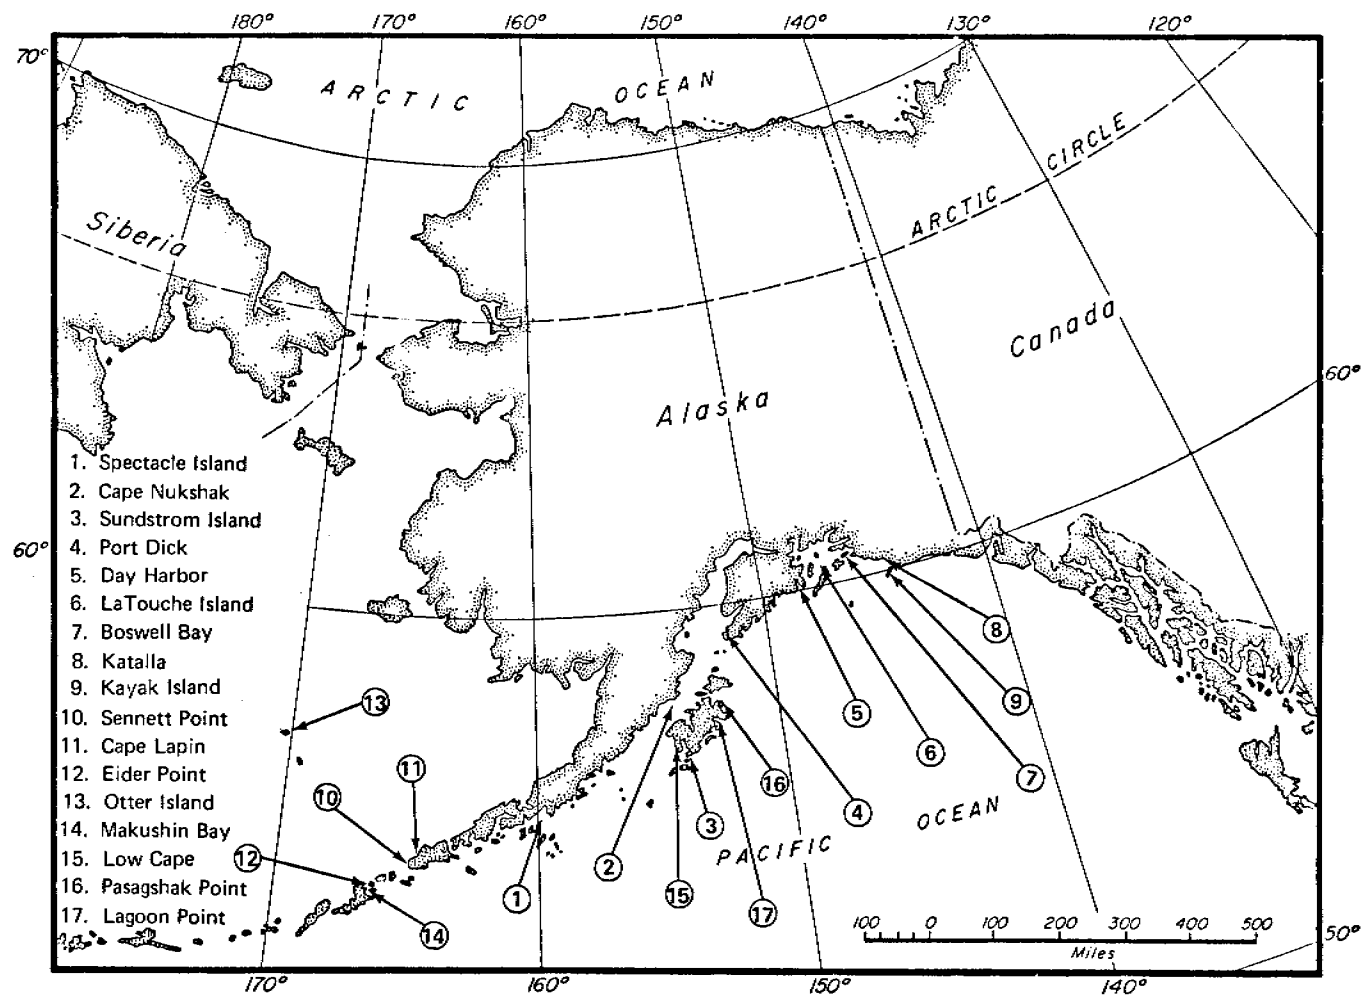 180° 170° 160° 150° 140° 130° 120°
70°
ARCTIC OCEAN
ARCTIC CIRCLE
Siberia
Canada
60°
Alaska
1. Spectacle Island
2. Cape Nukshak
3. Sundstrom Island
60°
4. Port Dick
5. Day Harbor
6. LaTouche Island
7. Boswell Bay
8. Katalla
9. Kayak Island
10. Sennett Point
11. Cape Lapin
12. Eider Point
13. Otter Island
14. Makushin Bay
15. Low Cape
16. Pasagshak Point
17. Lagoon Point
8
13
5
9
6
11
7
16
10
4
3
PACIFIC OCEAN
12
2
15
1
17
14
100 0 100 200 300 400 500
Miles
50°
170° 160° 150° 140°